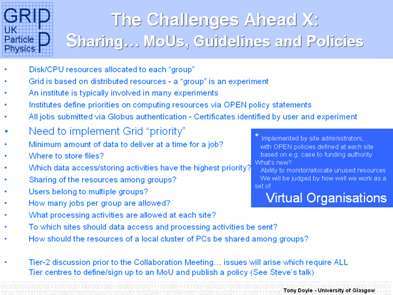 GRIDPP
UK
Particle
Physics
The Challenges Ahead X:
Sharing… MoUs, Guidelines and Policies
• Disk/CPU resources allocated to each “group”
• Grid is based on distributed resources - a “group” is an experiment
• An institute is typically involved in many experiments
• Institutes define priorities on computing resources via OPEN policy statements
• All jobs submitted via Globus authentication - Certificates identified by user and experiment
• Need to implement Grid “priority”
• Minimum amount of data to deliver at a time for a job?
• Where to store files?
• Which data access/storing activities have the highest priority?
• Sharing of the resources among groups?
• Users belong to multiple groups?
• How many jobs per group are allowed?
• What processing activities are allowed at each site?
• To which sites should data access and processing activities be sent?
• How should the resources of a local cluster of PCs be shared among groups?
• Tier-2 discussion prior to the Collaboration Meeting… issues will arise which require ALL
Tier centres to define/sign up to an MoU and publish a policy (See Steve’s talk)
• Implemented by site administrators,
with OPEN policies defined at each site
based on e.g. case to funding authority
What's new?
Ability to monitor/allocate unused resources
We will be judged by how well we work as a
set of
Virtual Organisations
Tony Doyle - University of Glasgow